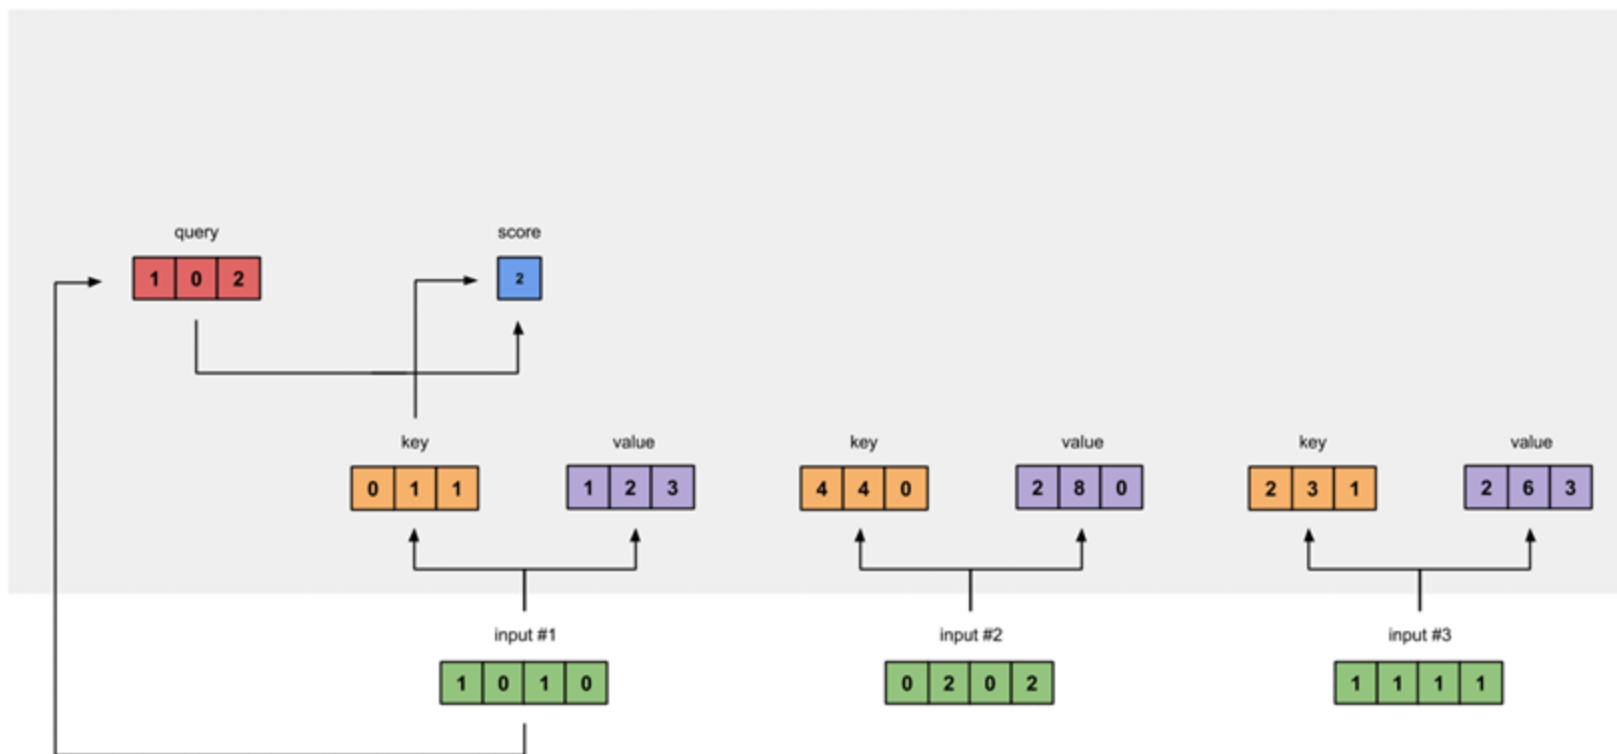 query score
1 0 2 2
key value key value key value
0 1 1 1 2 3 4 4 0 2 8 0 2 3 1 2 6 3
input #1 input #2 input #3
1 0 1 0 0 2 0 2 1 1 1 1